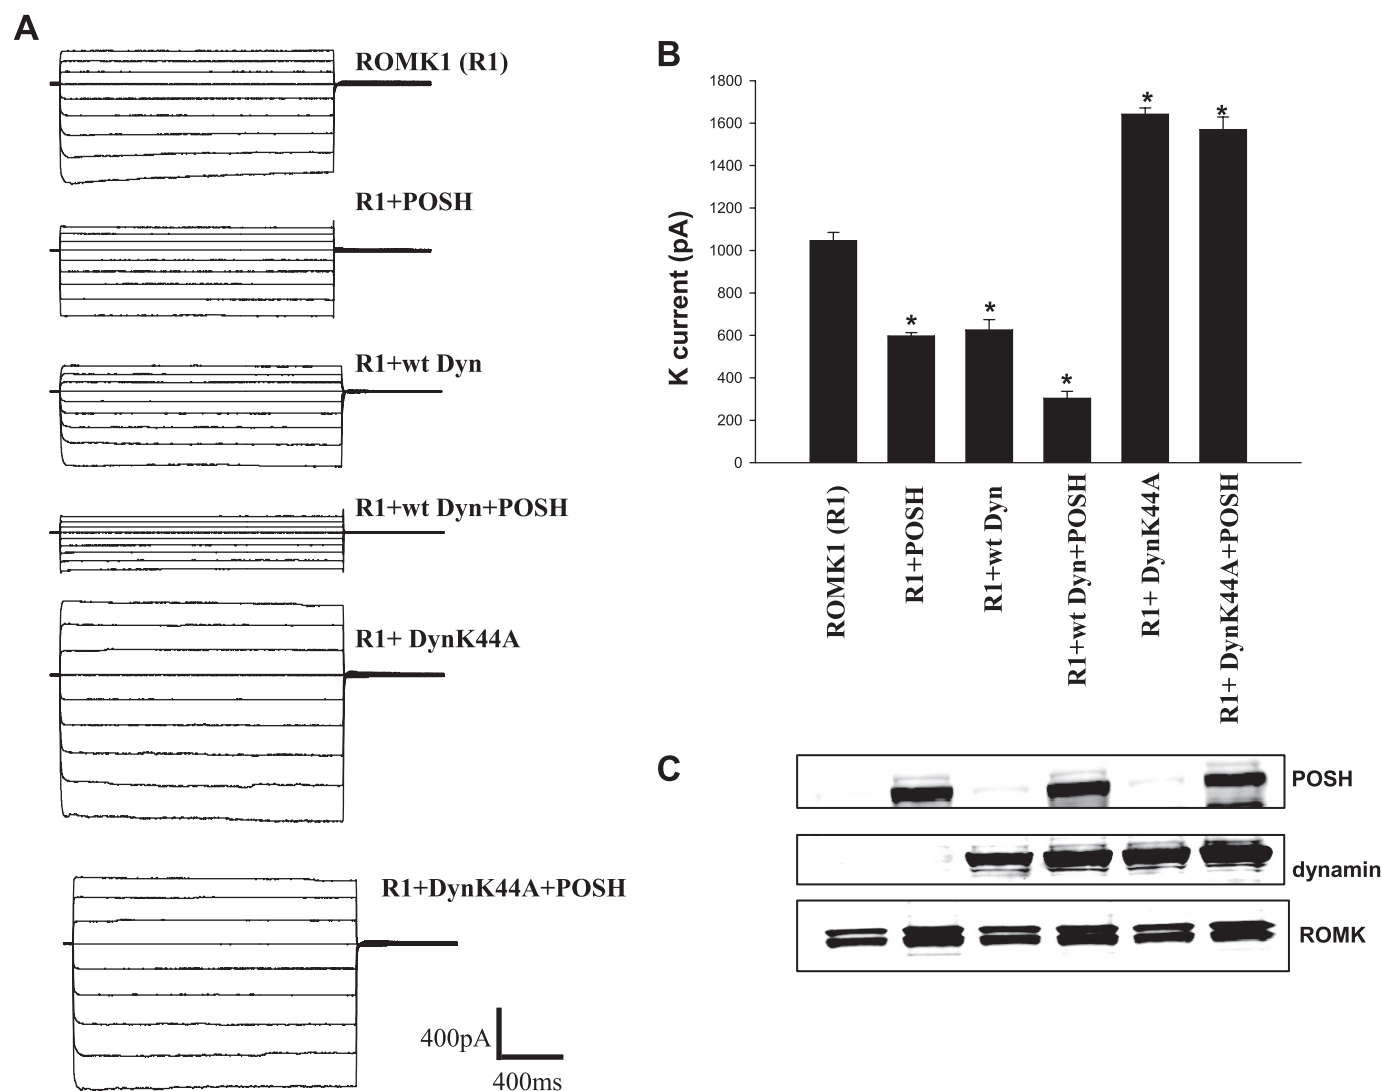 A
ROMK1 (R1)
R1+POSH
R1+wt Dyn
R1+wt Dyn+POSH
R1+ DynK44A
R1+DynK44A+POSH
400pA
400ms
B
K current (pA)
1800
1600
1400
1200
1000
800
600
400
200
0
*
*
*
*
*
ROMK1 (R1)
R1+POSH
R1+wt Dyn
R1+wt Dyn+POSH
R1+ DynK44A
R1+ DynK44A+POSH
C
POSH
dynamin
ROMK